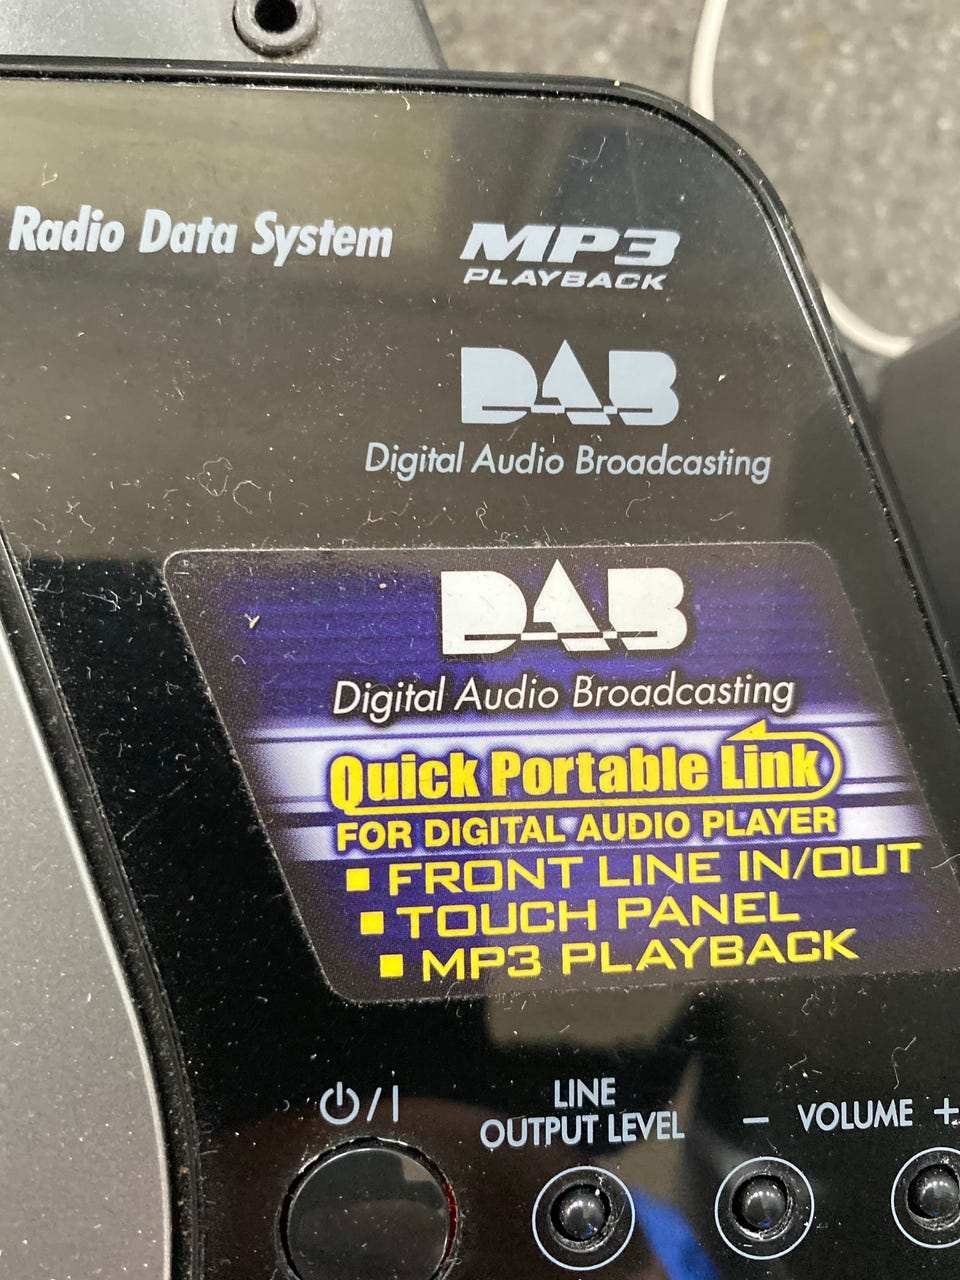 Radio Data System
MP3
PLAYBACK
DAB
Digital Audio Broadcasting
DAB
Digital Audio Broadcasting
Quick Portable Link
FOR DIGITAL AUDIO PLAYER
■ FRONT LINE IN/OUT
■ TOUCH PANEL
■ MP3 PLAYBACK
⏻/I
LINE
OUTPUT LEVEL
− VOLUME +